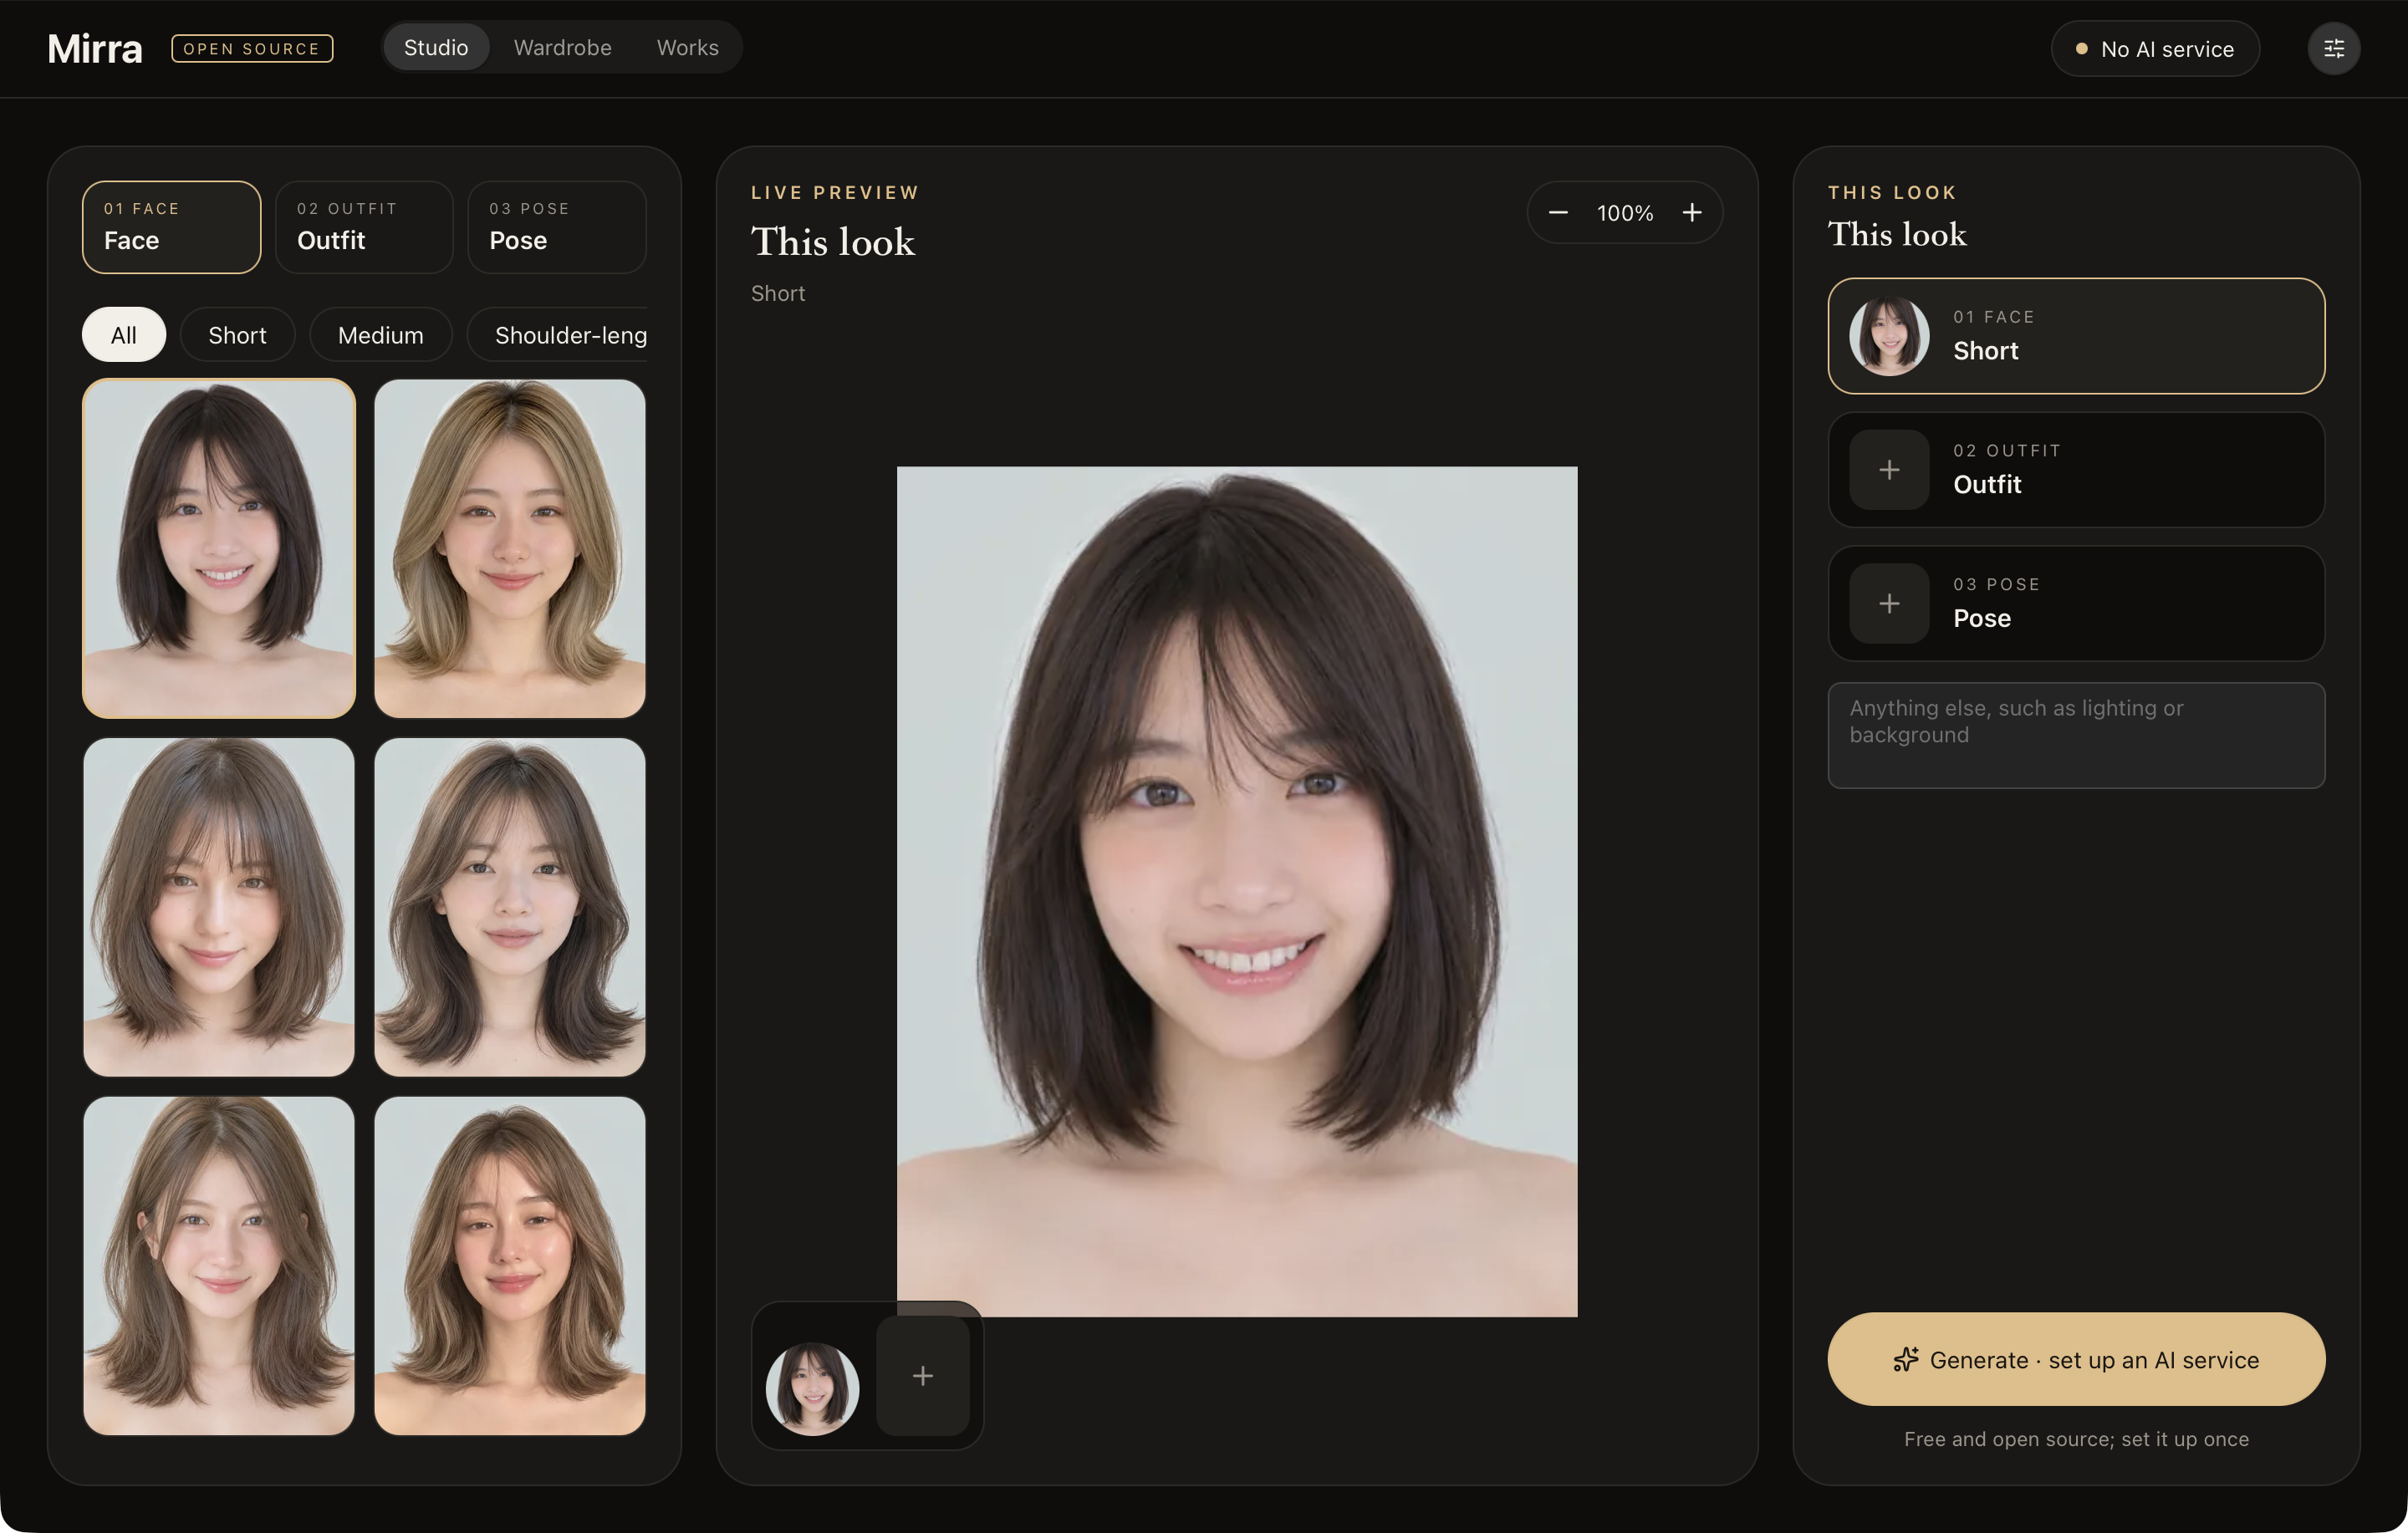 Mirra
OPEN SOURCE
Studio
Wardrobe
Works
No AI service
01 FACE
Face
02 OUTFIT
Outfit
03 POSE
Pose
All
Short
Medium
Shoulder-leng
LIVE PREVIEW
This look
Short
100%
THIS LOOK
This look
01 FACE
Short
02 OUTFIT
Outfit
03 POSE
Pose
Anything else, such as lighting or
background
Generate · set up an AI service
Free and open source; set it up once